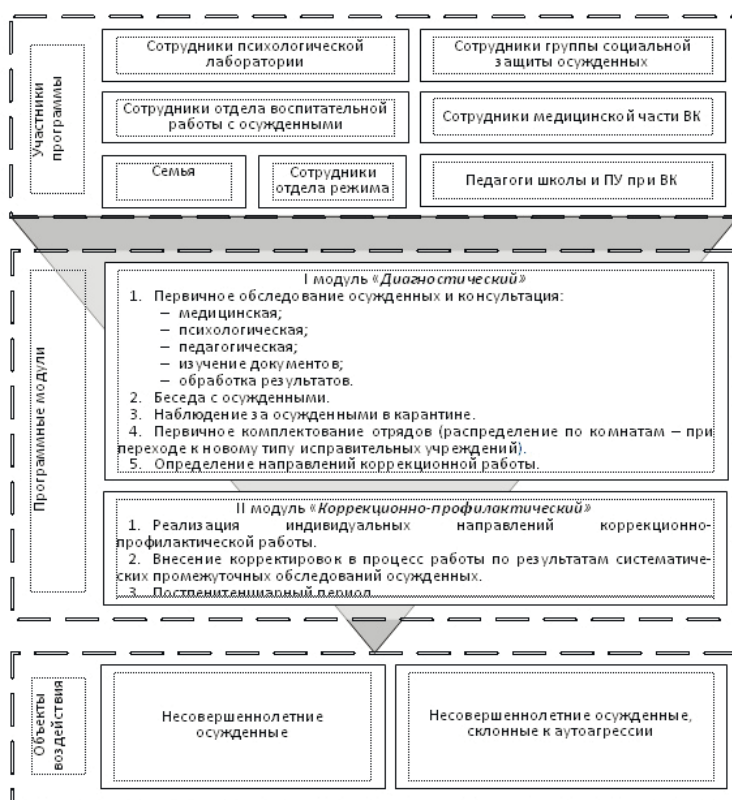 Участники
программы
Сотрудники психологической
лаборатории
Сотрудники группы социальной
защиты осужденных
Сотрудники отдела воспитательной
работы с осужденными
Сотрудники медицинской части ВК
Семья
Сотрудники
отдела режима
Педагоги школы и ПУ при ВК
Программные модули
I модуль «Диагностический»
1. Первичное обследование осужденных и консультация:
– медицинская;
– психологическая;
– педагогическая;
– изучение документов;
– обработка результатов.
2. Беседа с осужденными.
3. Наблюдение за осужденными в карантине.
4. Первичное комплектование отрядов (распределение по комнатам – при
переходе к новому типу исправительных учреждений).
5. Определение направлений коррекционной работы.
II модуль «Коррекционно-профилактический»
1. Реализация индивидуальных направлений коррекционно-
профилактической работы.
2. Внесение корректировок в процесс работы по результатам систематиче-
ских промежуточных обследований осужденных.
3. Постпенитенциарный период
Объекты
воздействия
Несовершеннолетние
осужденные
Несовершеннолетние осужденные,
склонные к аутоагрессии